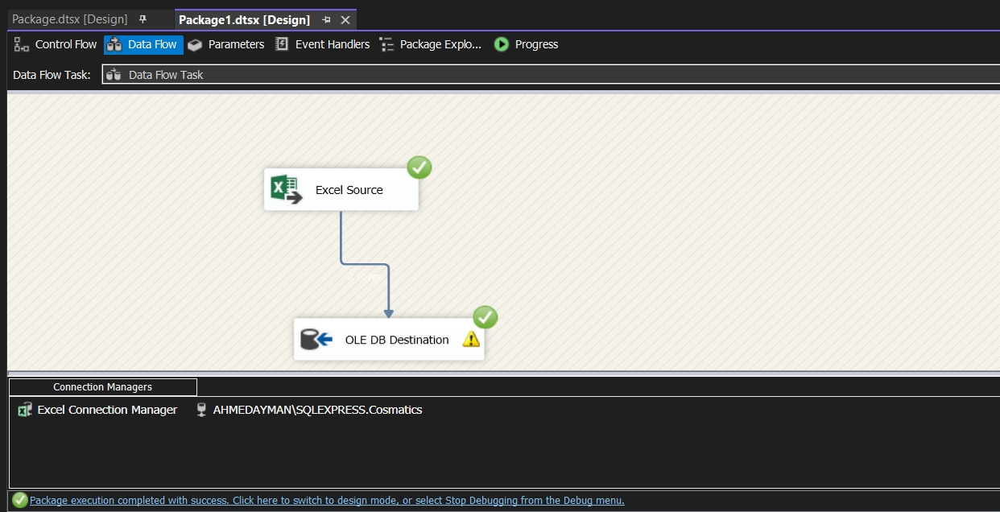 Package.dtsx [Design]
Package1.dtsx [Design]
Control Flow
Data Flow
Parameters
Event Handlers
Package Explo...
Progress
Data Flow Task:
Data Flow Task
Excel Source
2 rows
OLE DB Destination
Connection Managers
Excel Connection Manager
AHMEDAYMAN\SQLEXPRESS.Cosmatics
Package execution completed with success. Click here to switch to design mode, or select Stop Debugging from the Debug menu.